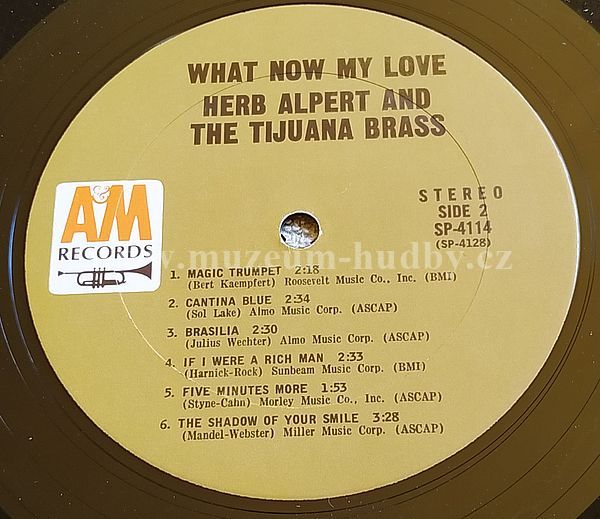 WHAT NOW MY LOVE
HERB ALPERT AND
THE TIJUANA BRASS
A&M
RECORDS
STEREO
SIDE 2
SP-4114
(SP-4128)
www.muzeum-hudby.cz
1. MAGIC TRUMPET 2:18
(Bert Kaempfert) Roosevelt Music Co., Inc. (BMI)
2. CANTINA BLUE 2:34
(Sol Lake) Almo Music Corp. (ASCAP)
3. BRASILIA 2:30
(Julius Wechter) Almo Music Corp. (ASCAP)
4. IF I WERE A RICH MAN 2:33
(Harnick-Rock) Sunbeam Music Corp. (BMI)
5. FIVE MINUTES MORE 1:53
(Styne-Cahn) Morley Music Co., Inc. (ASCAP)
6. THE SHADOW OF YOUR SMILE 3:28
(Mandel-Webster) Miller Music Corp. (ASCAP)